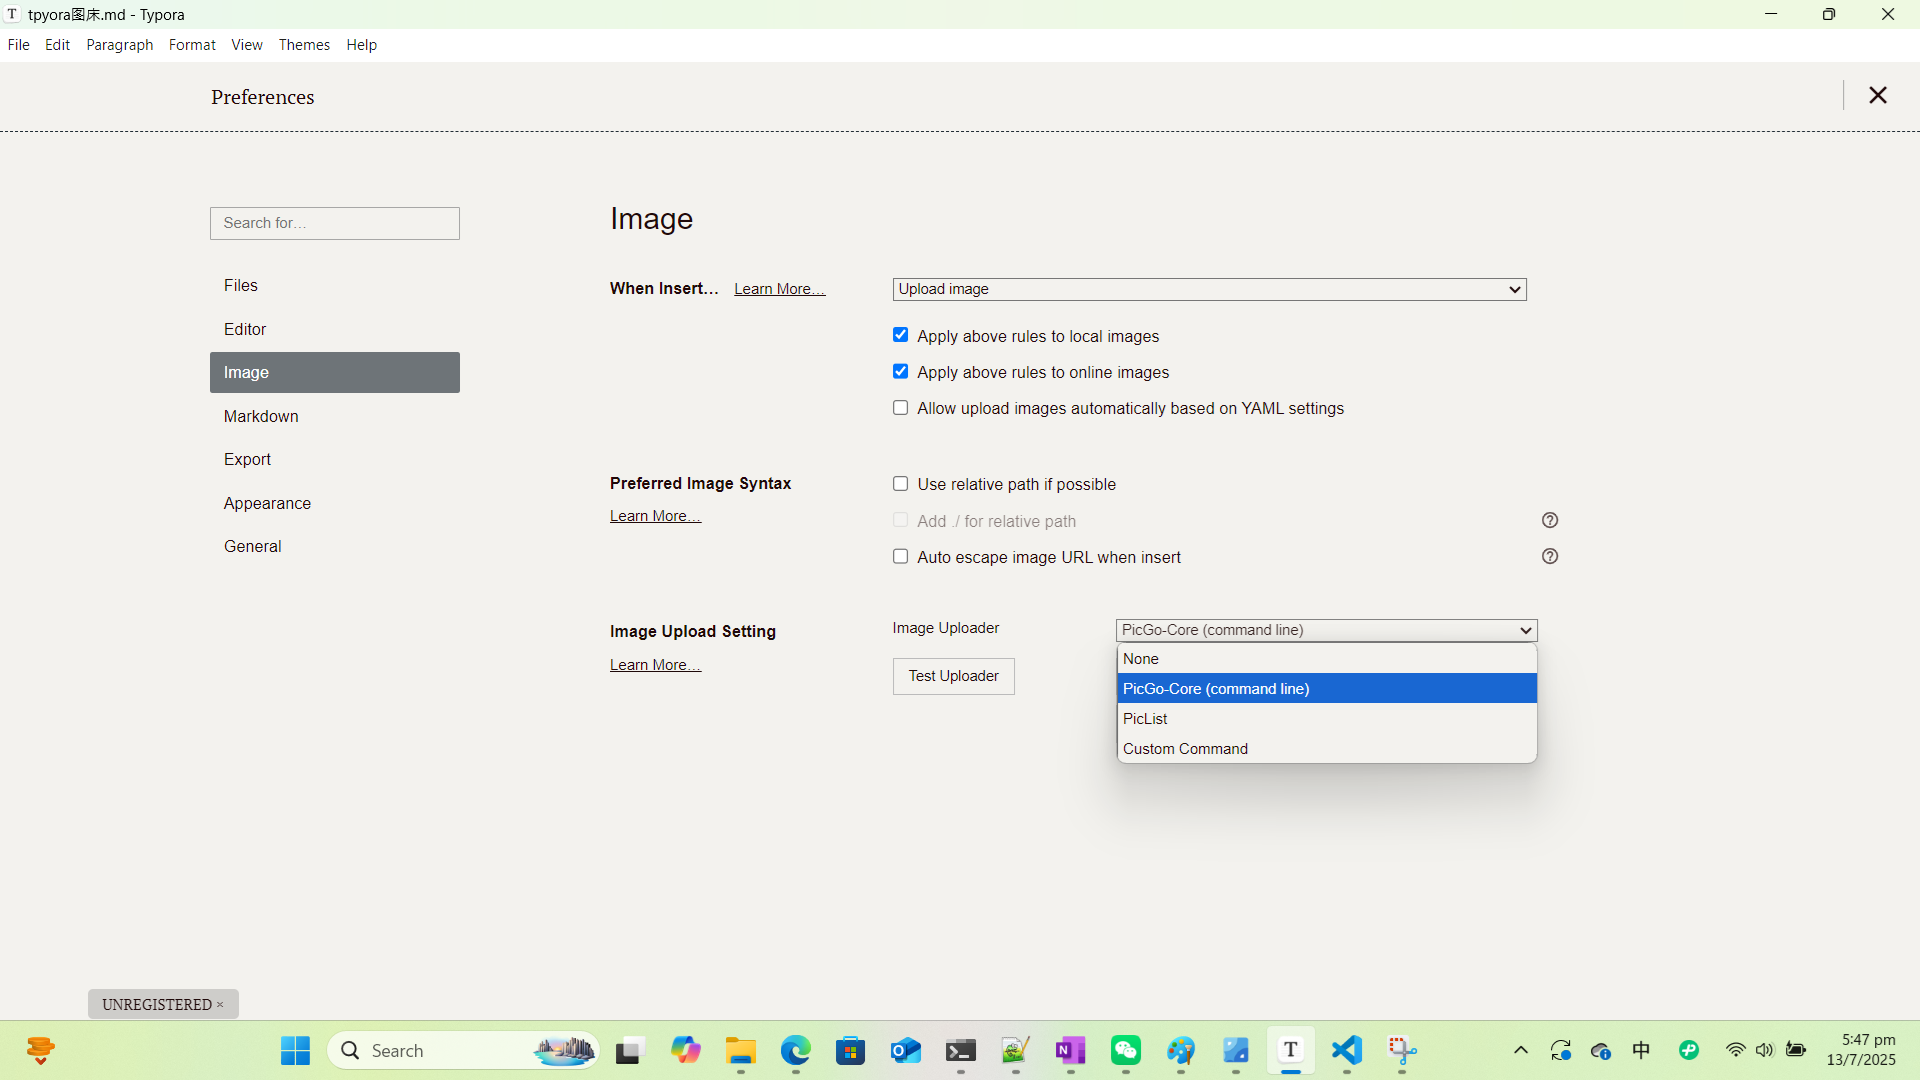 tpyora图床.md - Typora
File Edit Paragraph Format View Themes Help
Preferences
Search for...
Files
Editor
Image
Markdown
Export
Appearance
General
Image
When Insert... Learn More...
Upload image
Apply above rules to local images
Apply above rules to online images
Allow upload images automatically based on YAML settings
Preferred Image Syntax
Learn More...
Use relative path if possible
Add ./ for relative path
Auto escape image URL when insert
Image Upload Setting
Learn More...
Image Uploader
PicGo-Core (command line)
Test Uploader
None
PicGo-Core (command line)
PicList
Custom Command
UNREGISTERED ×
Search
中
5:47 pm
13/7/2025